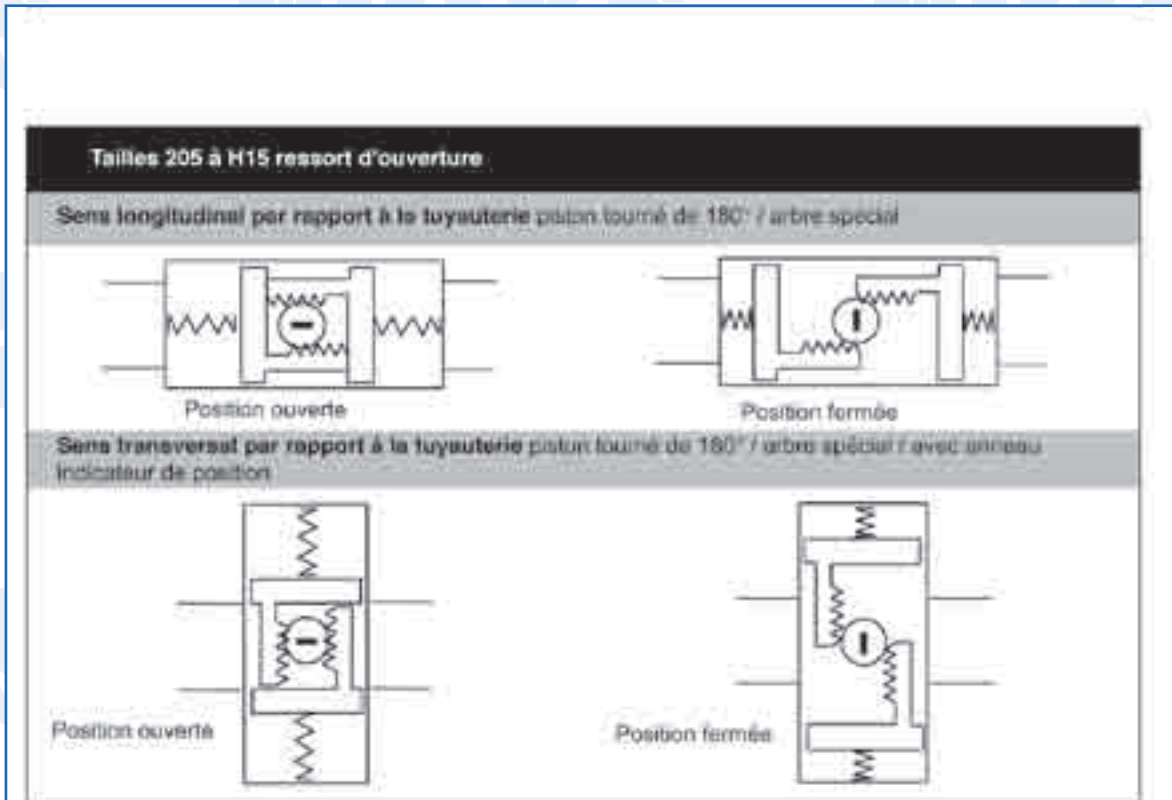 Tailles 205 à H15 ressort d'ouverture
Sens longitudinal par rapport à la tuyauterie piston tourné de 180° / arbre spécial
Position ouverte
Position fermée
Sens transversal par rapport à la tuyauterie piston tourné de 180° / arbre spécial / avec anneau
indicateur de position
Position ouverte
Position fermée